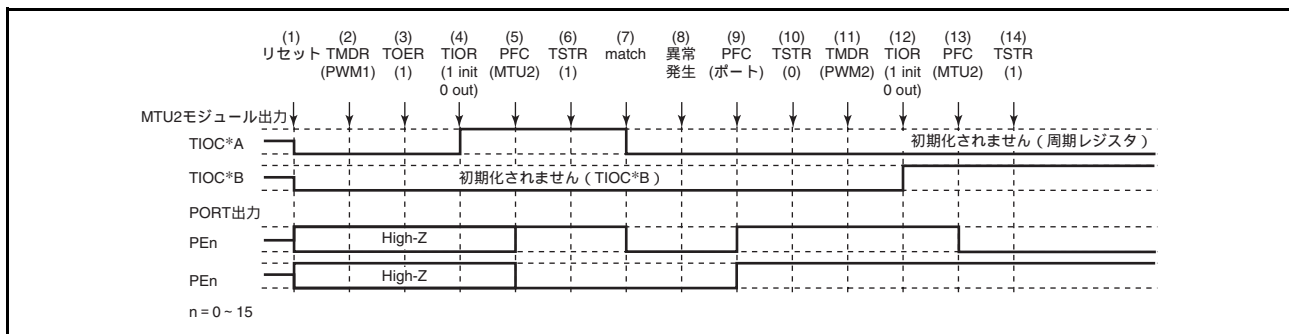 (1) (2) (3) (4) (5) (6) (7) (8) (9) (10) (11) (12) (13) (14)
リセット TMDR TOER TIOR PFC TSTR match 異常 PFC TSTR TMDR TIOR PFC TSTR
(PWM1) (1) (1 init (MTU2) (1) 発生 (ポート) (0) (PWM2) (1 init (MTU2) (1)
0 out) 0 out)
MTU2モジュール出力
TIOC*A 初期化されません(周期レジスタ)
TIOC*B 初期化されません(TIOC*B)
PORT出力
PEn High-Z
PEn High-Z
n = 0 ~ 15